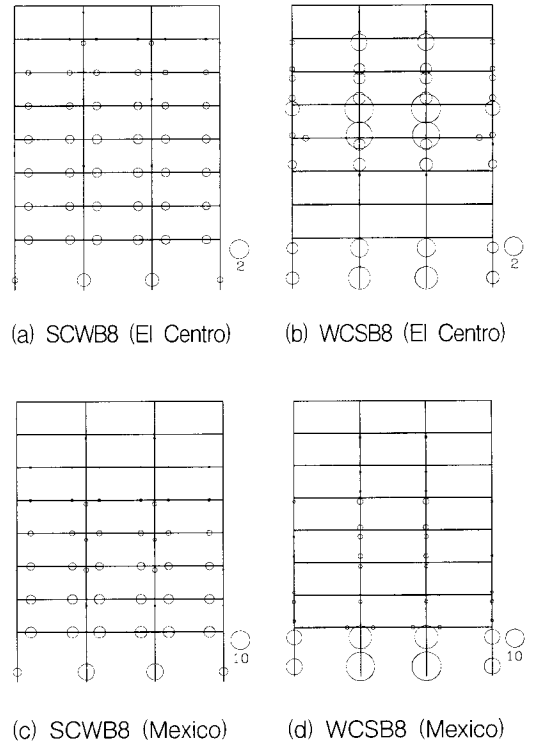 2
2
(a) SCWB8 (El Centro)
(b) WCSB8 (El Centro)
10
10
(c) SCWB8 (Mexico)
(d) WCSB8 (Mexico)